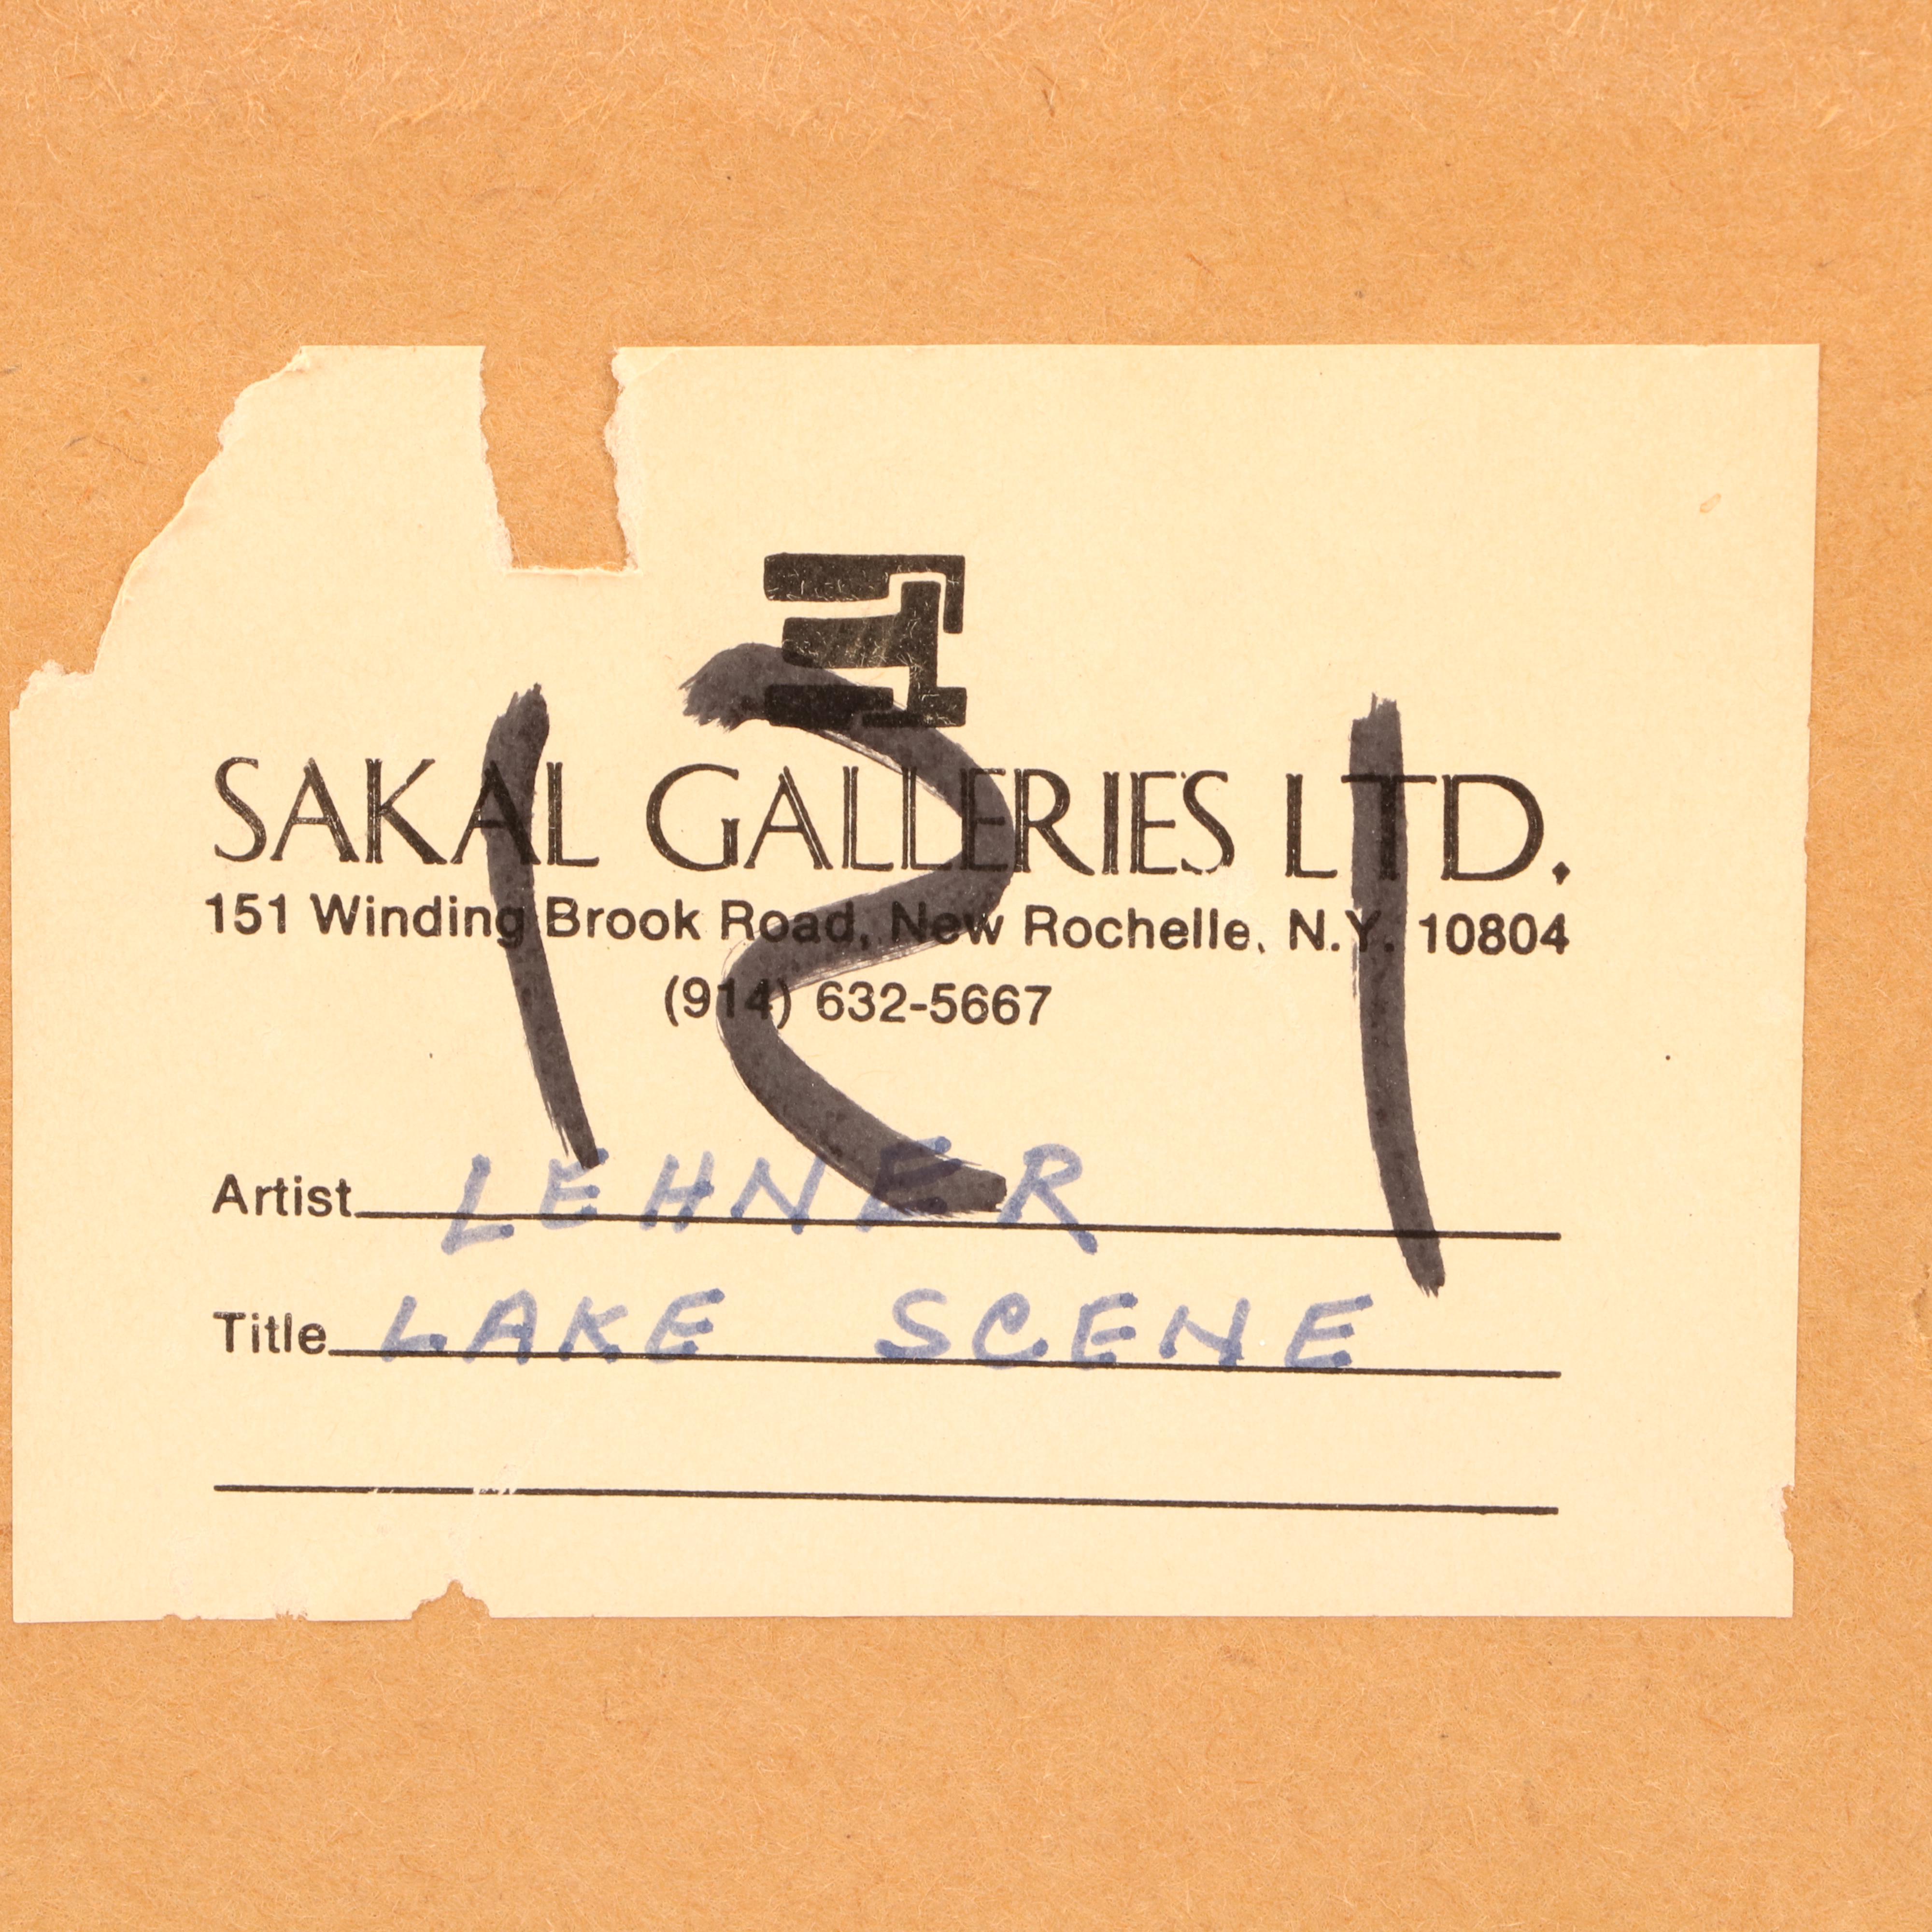 SAKAL GALLERIES LTD.
151 Winding Brook Road, New Rochelle, N.Y. 10804
(914) 632-5667
121
Artist LEHNER
Title LAKE SCENE